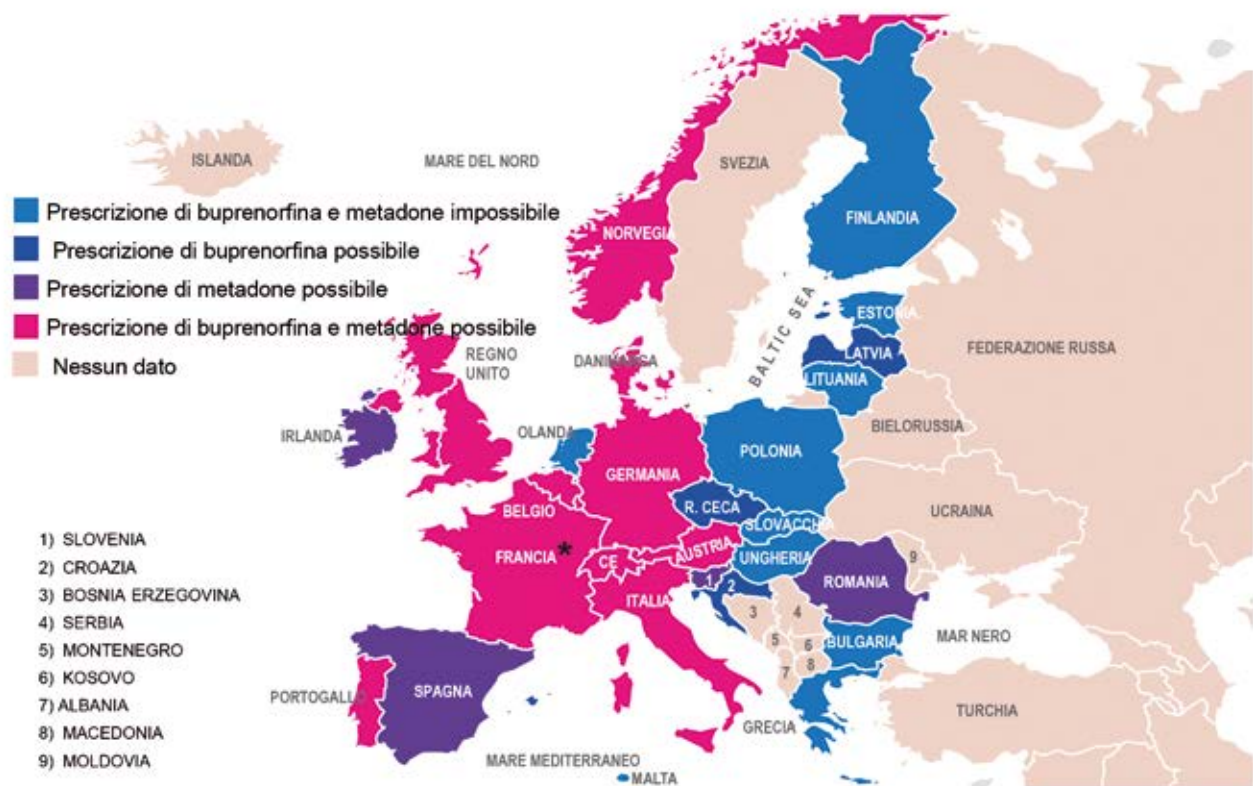 ISLANDA
MARE DEL NORD
SVEZIA
Prescrizione di buprenorfina e metadone impossibile
Prescrizione di buprenorfina possibile
Prescrizione di metadone possibile
Prescrizione di buprenorfina e metadone possibile
Nessun dato
FINLANDIA
NORVEGIA
BALTIC SEA
ESTONIA
LATVIA
LITUANIA
FEDERAZIONE RUSSA
REGNO
UNITO
DANIMARCA
IRLANDA
OLANDA
BIELORUSSIA
POLONIA
GERMANIA
BELGIO
R. CECA
UCRAINA
SLOVACCHIA
FRANCIA*
CE
AUSTRIA
UNGHERIA
9
ROMANIA
1
2
ITALIA
3
4
5
6
7
8
BULGARIA
MAR NERO
PORTOGALLO
SPAGNA
GRECIA
TURCHIA
MARE MEDITERRANEO
MALTA
1) SLOVENIA
2) CROAZIA
3) BOSNIA ERZEGOVINA
4) SERBIA
5) MONTENEGRO
6) KOSOVO
7) ALBANIA
8) MACEDONIA
9) MOLDOVIA